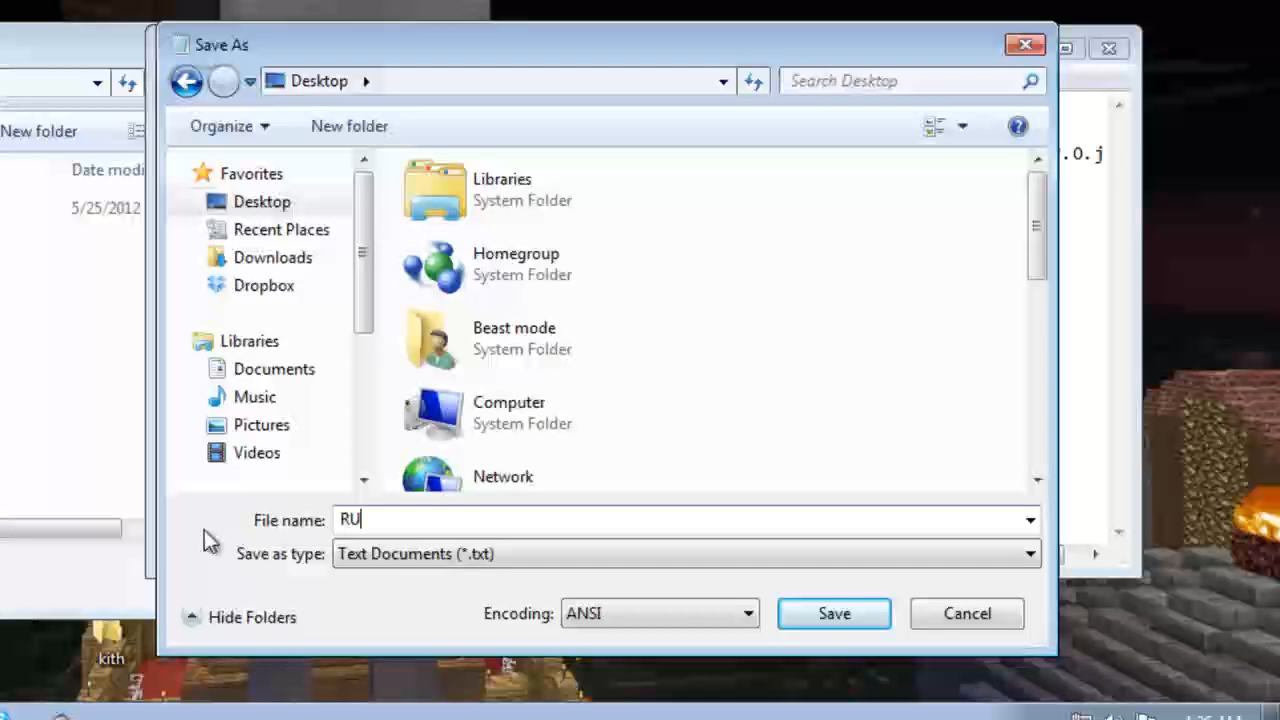 Save As
Desktop
Search Desktop
Organize
New folder
New folder
Date modi
5/25/2012
.0.j
Favorites
Desktop
Recent Places
Downloads
Dropbox
Libraries
Documents
Music
Pictures
Videos
Libraries
System Folder
Homegroup
System Folder
Beast mode
System Folder
Computer
System Folder
Network
File name: RU
Save as type: Text Documents (*.txt)
Hide Folders
Encoding: ANSI
Save
Cancel
kith